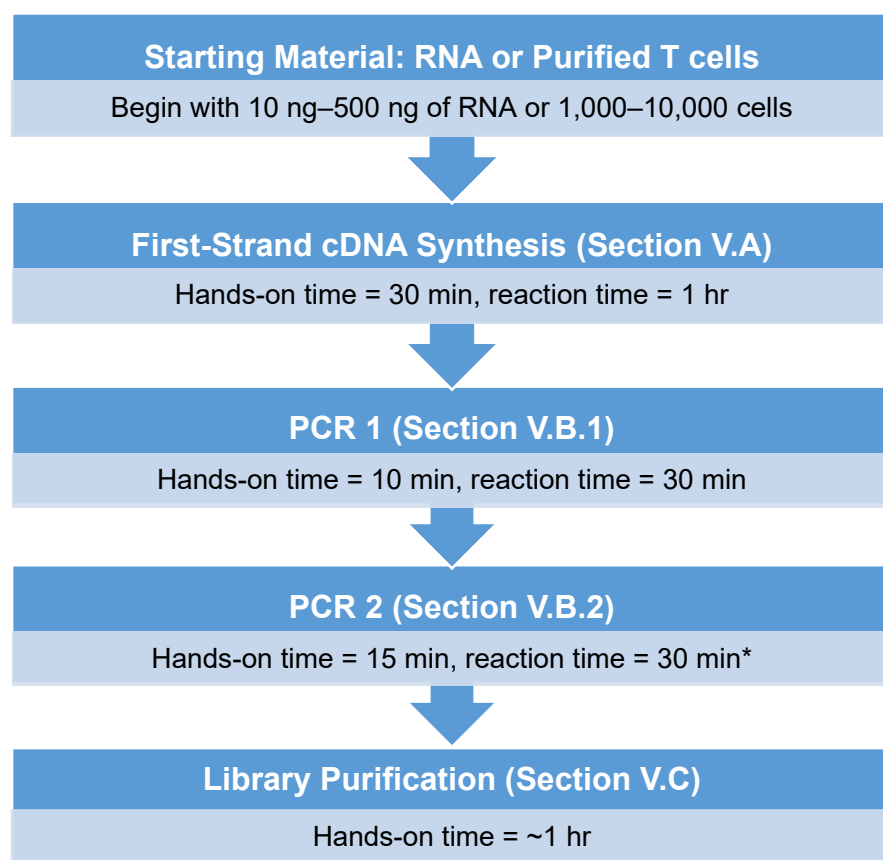 Starting Material: RNA or Purified T cells
Begin with 10 ng–500 ng of RNA or 1,000–10,000 cells
First-Strand cDNA Synthesis (Section V.A)
Hands-on time = 30 min, reaction time = 1 hr
PCR 1 (Section V.B.1)
Hands-on time = 10 min, reaction time = 30 min
PCR 2 (Section V.B.2)
Hands-on time = 15 min, reaction time = 30 min*
Library Purification (Section V.C)
Hands-on time = ~1 hr